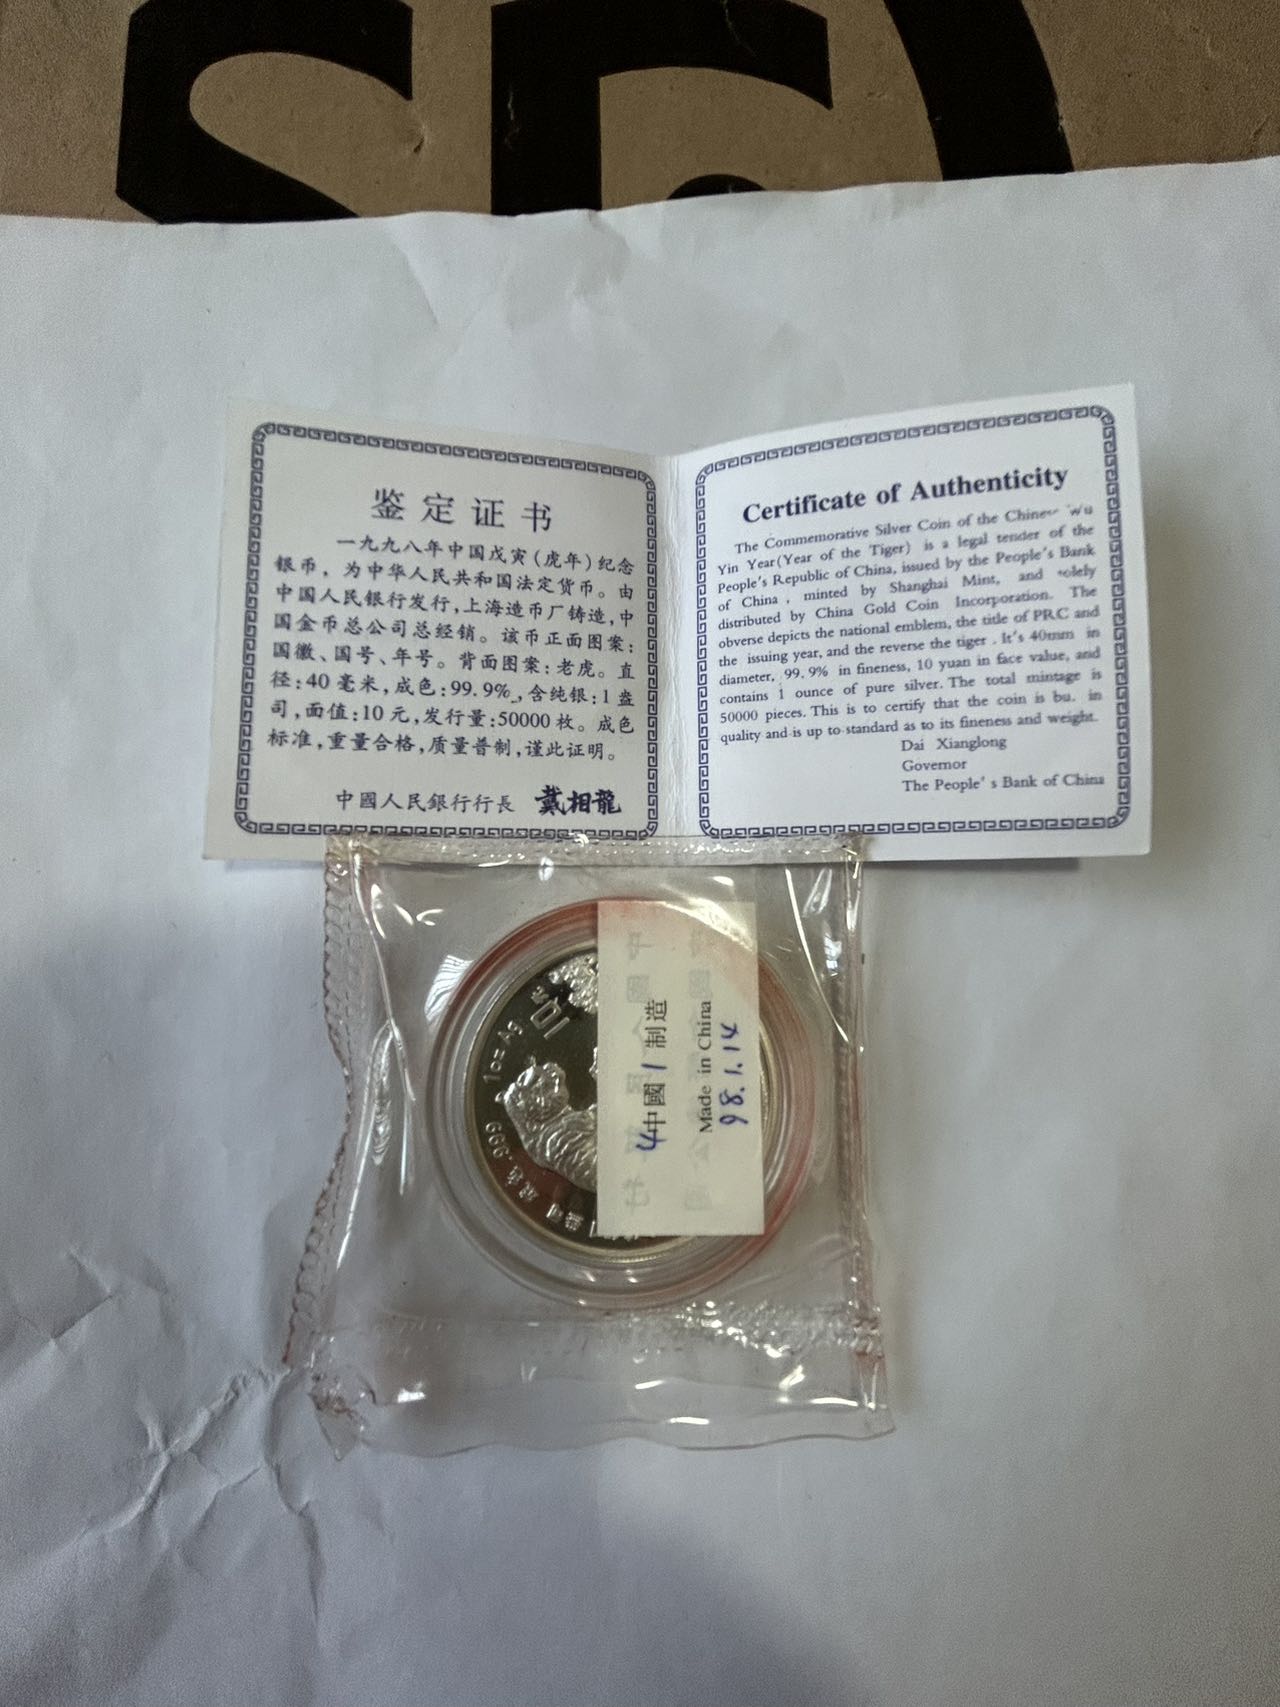 鉴定证书
一九九八年中国戊寅(虎年)纪念
银币，为中华人民共和国法定货币。由
中国人民银行发行,上海造币厂铸造,中
国金币总公司总经销。该币正面图案:
国徽、国号、年号。背面图案:老虎。直
径:40毫米,成色:99.9%,含纯银:1盎
司,面值:10元,发行量:50000枚。成色
标准,重量合格,质量普制,谨此证明。
中國人民銀行行長 戴相龍
Certificate of Authenticity
The Commemorative Silver Coin of the Chinese Wu
Yin Year(Year of the Tiger) is a legal tender of the
People's Republic of China, issued by the People's Bank
of China , minted by Shanghai Mint, and solely
distributed by China Gold Coin Incorporation. The
obverse depicts the national emblem, the title of PRC and
the issuing year, and the reverse the tiger . It's 40mm in
diameter, 99.9% in fineness, 10 yuan in face value, and
contains 1 ounce of pure silver. The total mintage is
50000 pieces. This is to certify that the coin is bu. in
quality and is up to standard as to its fineness and weight.
Dai Xianglong
Governor
The People's Bank of China
10元
1oz Ag
成色.999
中國制造
Made in China
98.1.14